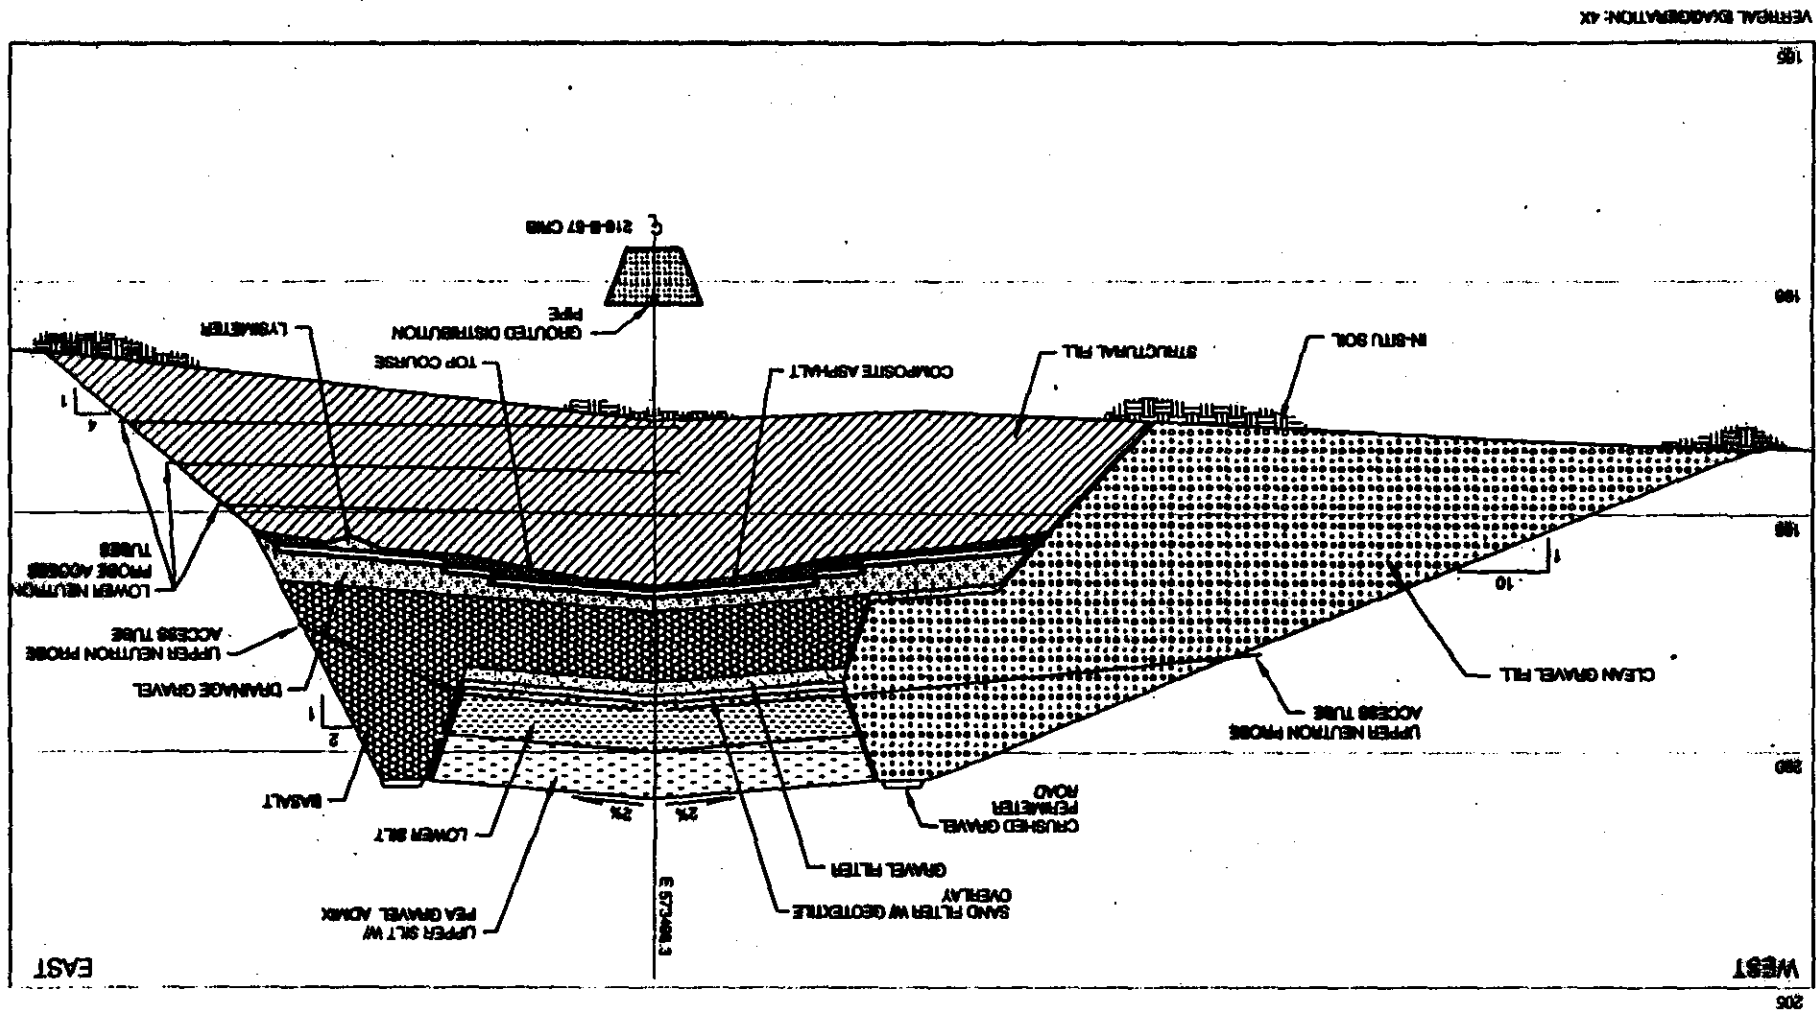 205
WEST
EAST
E 573466.3
UPPER SILT W/
PEA GRAVEL ADMIX
SAND FILTER W/ GEOTEXTILE
OVERLAY
GRAVEL FILTER
CRUSHED GRAVEL
PERIMETER
ROAD
LOWER SILT
2%
2%
BASALT
200
UPPER NEUTRON PROBE
ACCESS TUBE
1
2
CLEAN GRAVEL FILL
DRAINAGE GRAVEL
UPPER NEUTRON PROBE
ACCESS TUBE
10
1
LOWER NEUTRON
PROBE ACCESS
TUBES
195
4
1
COMPOSITE ASPHALT
TOP COURSE
STRUCTURAL FILL
IN-SITU SOIL
LYSIMETER
GROUTED DISTRIBUTION
PIPE
190
216-B-57 CRIB
185
VERTICAL EXAGGERATION: 4X